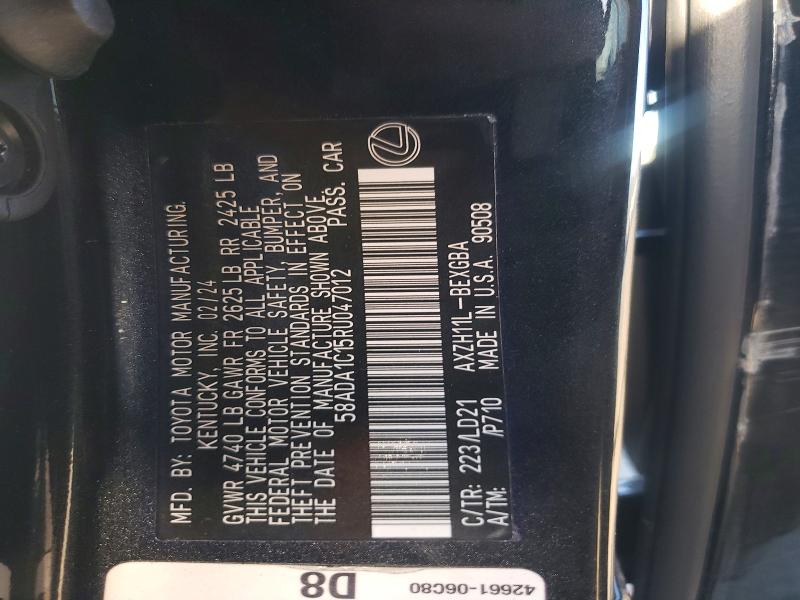 MFD. BY: TOYOTA MOTOR MANUFACTURING.
KENTUCKY, INC. 02/24
GVWR 4740 LB GAWR FR 2625 LB RR 2425 LB
THIS VEHICLE CONFORMS TO ALL APPLICABLE
FEDERAL MOTOR VEHICLE SAFETY, BUMPER, AND
THEFT PREVENTION STANDARDS IN EFFECT ON
THE DATE OF MANUFACTURE SHOWN ABOVE
58ADA1C15RU047012 PASS. CAR
C/TR: 223/LD21 AXZH11L-BEXGBA
A/TM: /P710 MADE IN U.S.A. 90508
D8
42661-06C80